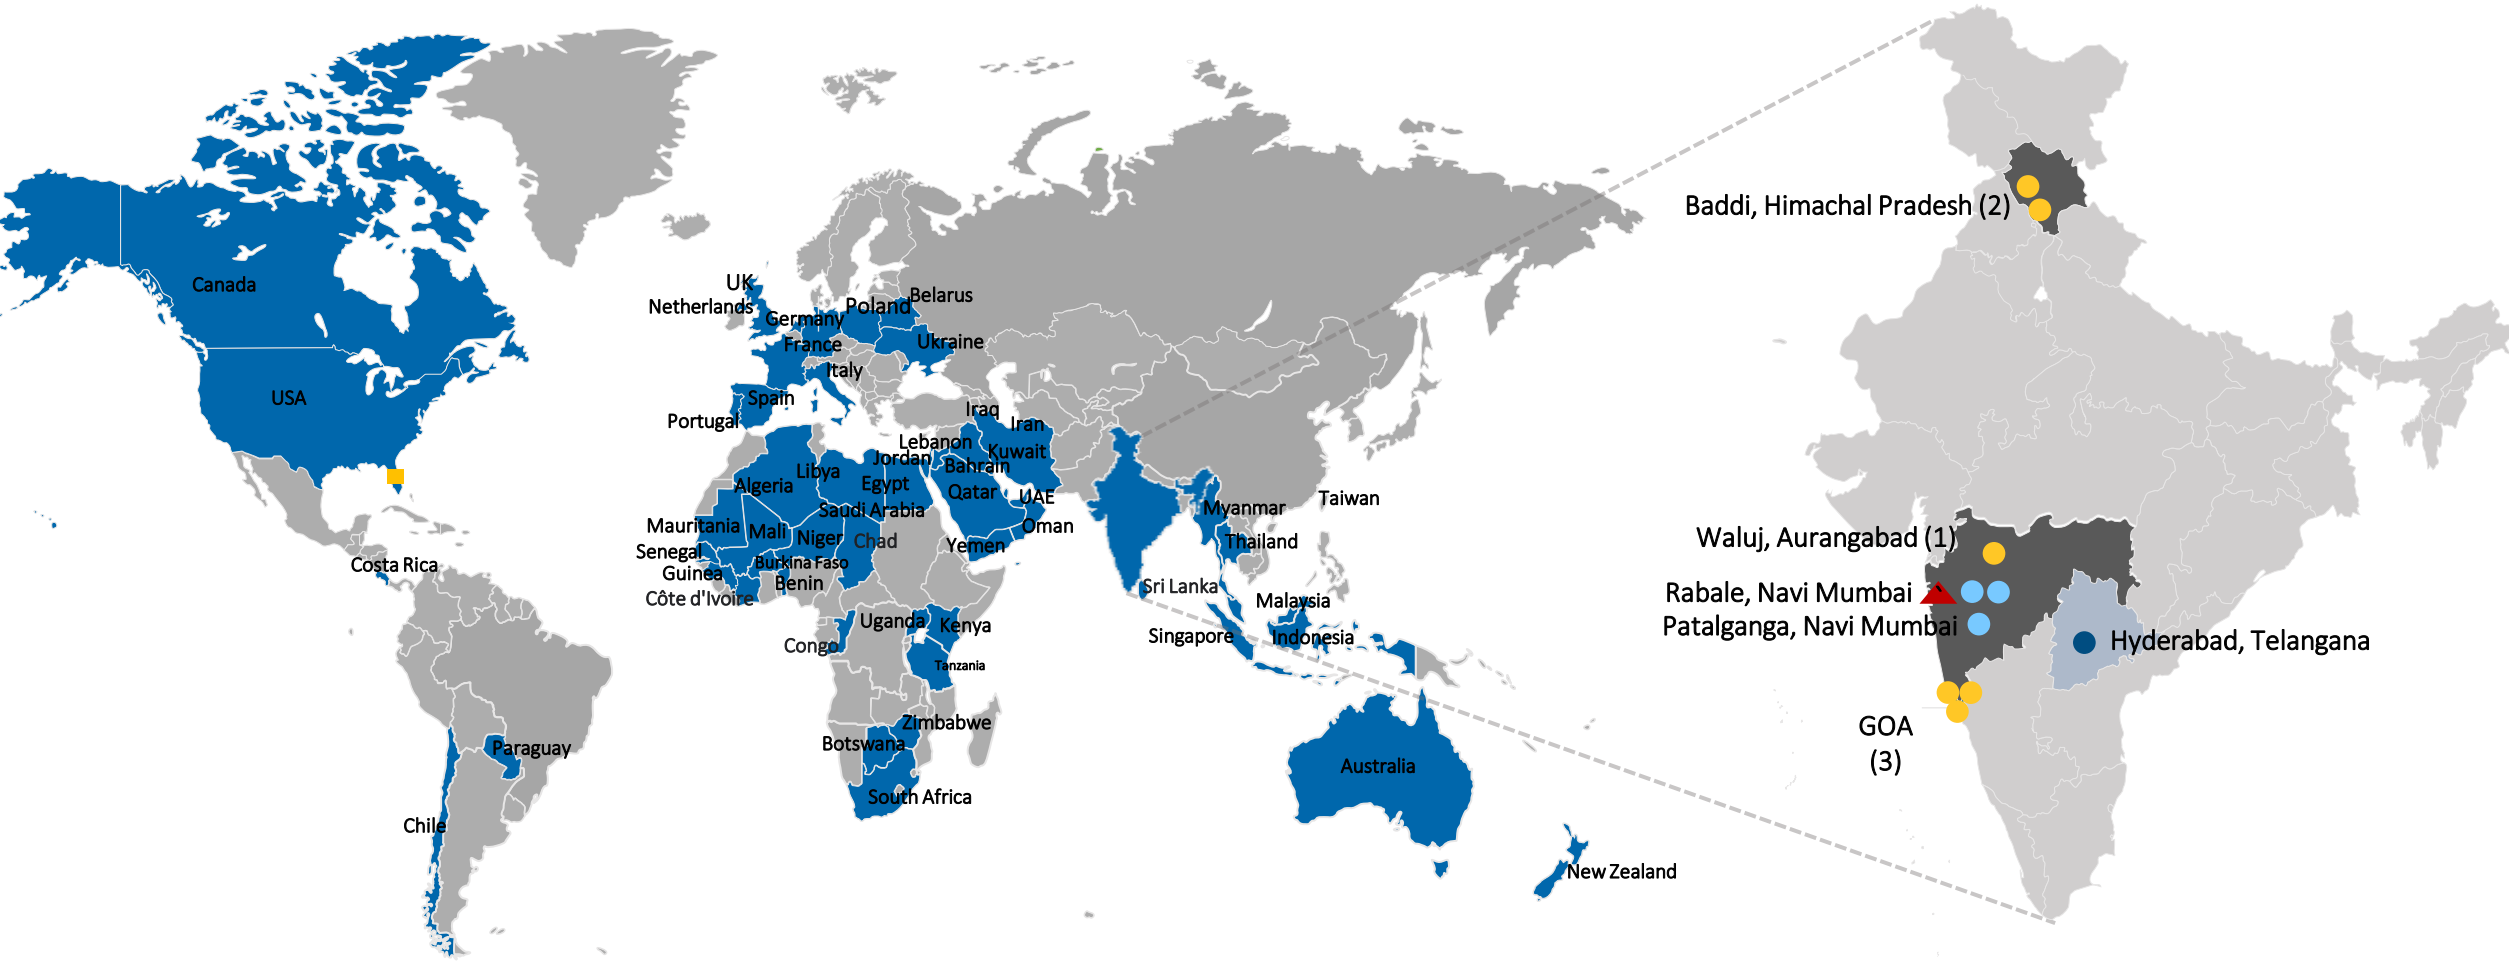 Canada
USA
Costa Rica
Paraguay
Chile
UK
Netherlands
Germany
Poland
Belarus
France
Ukraine
Italy
Spain
Portugal
Iraq
Iran
Lebanon
Kuwait
Jordan
Bahrain
Libya
Algeria
Egypt
Qatar
UAE
Saudi Arabia
Oman
Mauritania
Mali
Niger
Chad
Yemen
Senegal
Burkina Faso
Guinea
Benin
Côte d'Ivoire
Uganda
Kenya
Congo
Tanzania
Zimbabwe
Botswana
South Africa
Taiwan
Myanmar
Thailand
Sri Lanka
Malaysia
Singapore
Indonesia
Australia
New Zealand
Baddi, Himachal Pradesh (2)
Waluj, Aurangabad (1)
Rabale, Navi Mumbai
Patalganga, Navi Mumbai
Hyderabad, Telangana
GOA
(3)